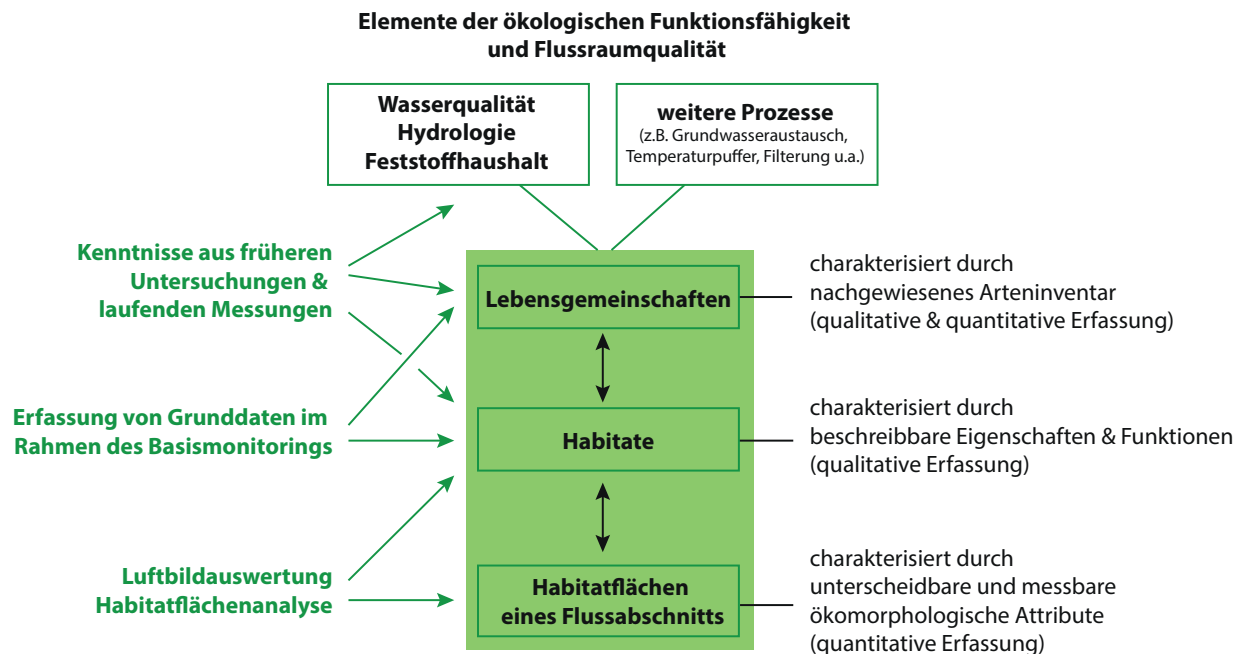 Elemente der ökologischen Funktionsfähigkeit
und Flussraumqualität
Wasserqualität
Hydrologie
Feststoffhaushalt
weitere Prozesse
(z.B. Grundwasseraustausch,
Temperaturpuffer, Filterung u.a.)
Kenntnisse aus früheren
Untersuchungen &
laufenden Messungen
Lebensgemeinschaften
charakterisiert durch
nachgewiesenes Arteninventar
(qualitative & quantitative Erfassung)
Erfassung von Grunddaten im
Rahmen des Basismonitorings
Habitate
charakterisiert durch
beschreibbare Eigenschaften & Funktionen
(qualitative Erfassung)
Luftbildauswertung
Habitatflächenanalyse
Habitatflächen
eines Flussabschnitts
charakterisiert durch
unterscheidbare und messbare
ökomorphologische Attribute
(quantitative Erfassung)